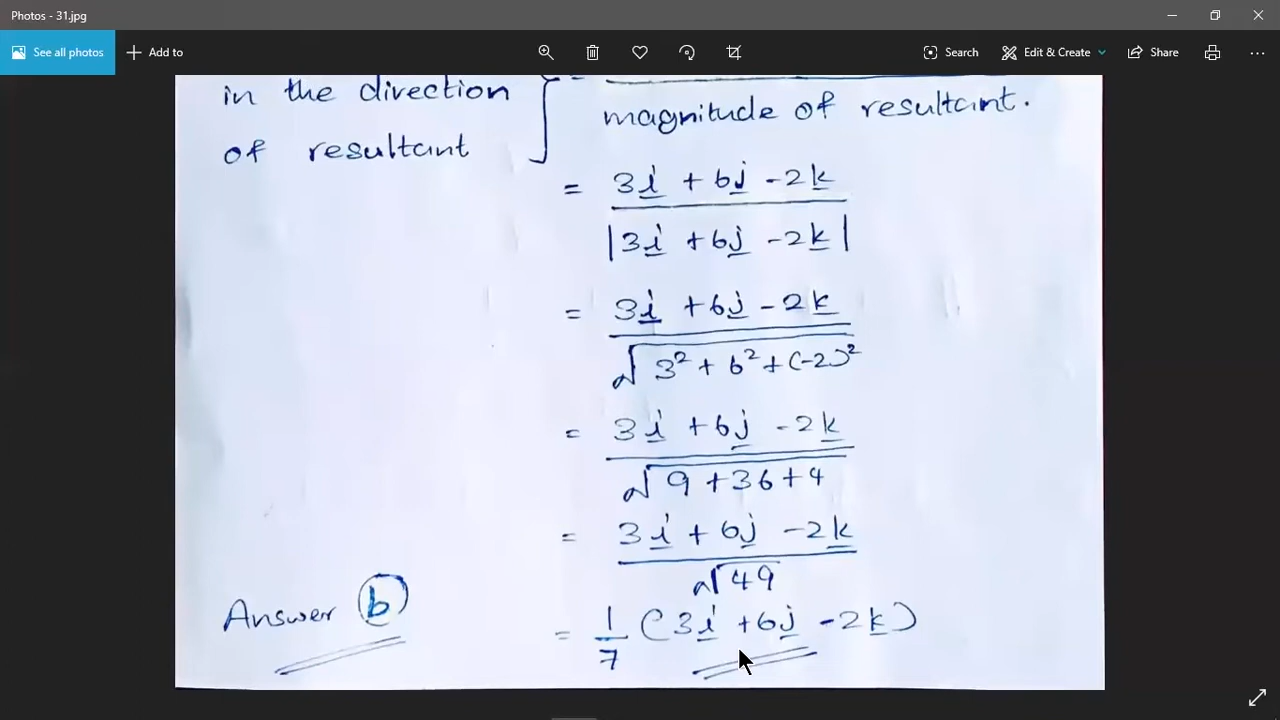 Photos - 31.jpg
See all photos
Add to
Search
Edit & Create
Share
in the direction
of resultant
=
magnitude of resultant.
= 3i + 6j - 2k
|3i + 6j - 2k|
= 3i + 6j - 2k
√3² + 6² + (-2)²
= 3i + 6j - 2k
√9 + 36 + 4
= 3i + 6j - 2k
√49
Answer (b)
= 1/7 (3i + 6j - 2k)